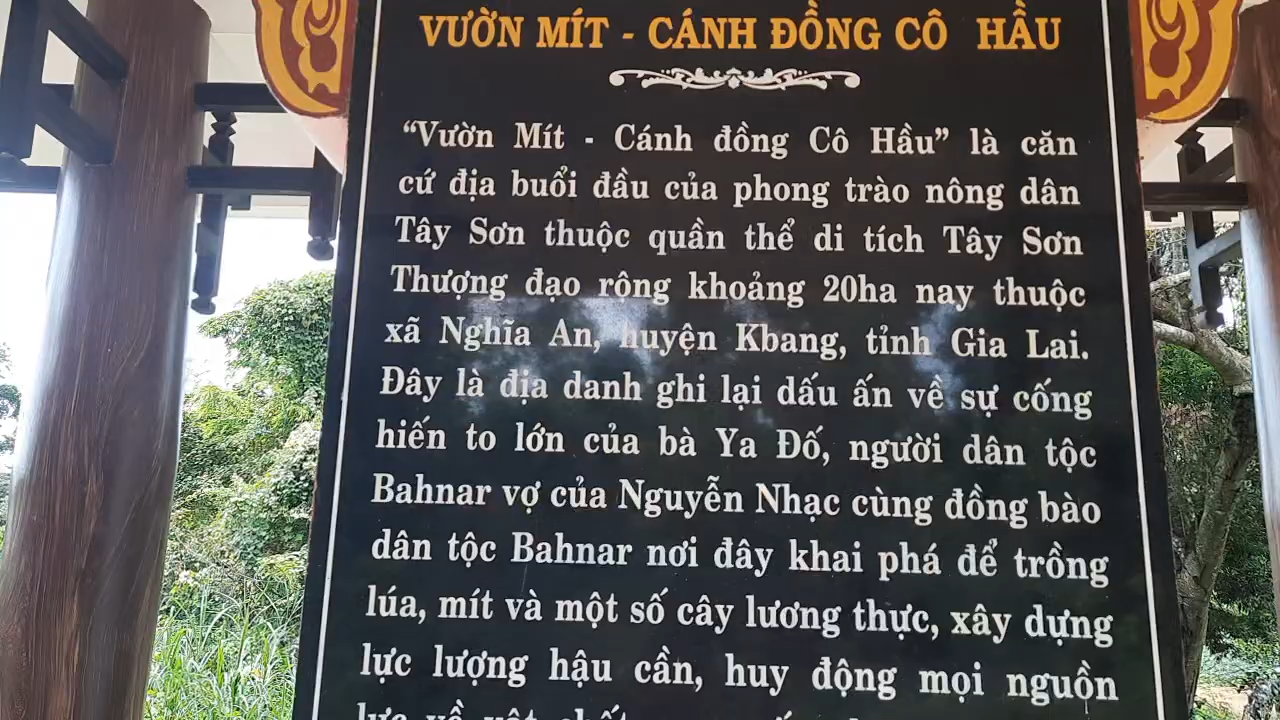 VƯỜN MÍT - CÁNH ĐỒNG CÔ HẦU
“Vườn Mít - Cánh đồng Cô Hầu” là căn
cứ địa buổi đầu của phong trào nông dân
Tây Sơn thuộc quần thể di tích Tây Sơn
Thượng đạo rộng khoảng 20ha nay thuộc
xã Nghĩa An, huyện Kbang, tỉnh Gia Lai.
Đây là địa danh ghi lại dấu ấn về sự cống
hiến to lớn của bà Ya Đố, người dân tộc
Bahnar vợ của Nguyễn Nhạc cùng đồng bào
dân tộc Bahnar nơi đây khai phá để trồng
lúa, mít và một số cây lương thực, xây dựng
lực lượng hậu cần, huy động mọi nguồn
lực về vật chất